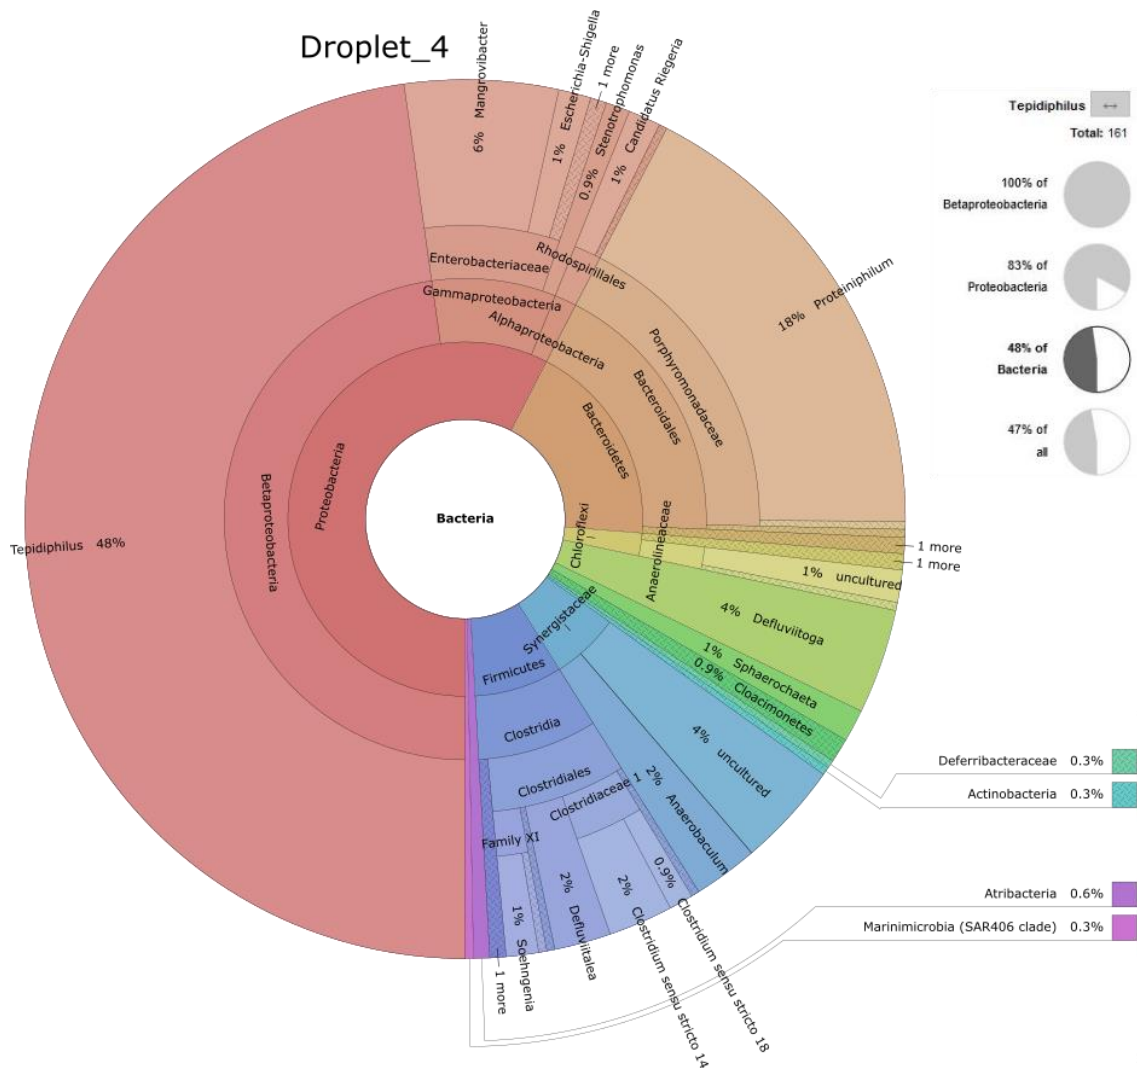 Droplet_4
6% Mangrovibacter
1% Escherichia-Shigella
1 more
0.9% Stenotrophomonas
1% Candidatus Riegeria
18% Proteiniphilum
Enterobacteriaceae
Rhodospirillales
Gammaproteobacteria
Alphaproteobacteria
Porphyromonadaceae
Bacteroidales
Bacteroidetes
Proteobacteria
Betaproteobacteria
Tepidiphilus 48%
Bacteria
Chloroflexi
Anaerolineaceae
1 more
1 more
1% uncultured
4% Defluviitoga
1% Sphaerochaeta
0.9% Cloacimonetes
Synergistaceae
4% uncultured
2% Anaerobaculum
Firmicutes
Clostridia
Clostridiales
Clostridiaceae 1
Family XI
1 more
1% Soehngenia
2% Defluviitalea
2% Clostridium sensu stricto 14
0.9% Clostridium sensu stricto 18
Tepidiphilus ↔
Total: 161
100% of
Betaproteobacteria
83% of
Proteobacteria
48% of
Bacteria
47% of
all
Deferribacteraceae 0.3%
Actinobacteria 0.3%
Atribacteria 0.6%
Marinimicrobia (SAR406 clade) 0.3%